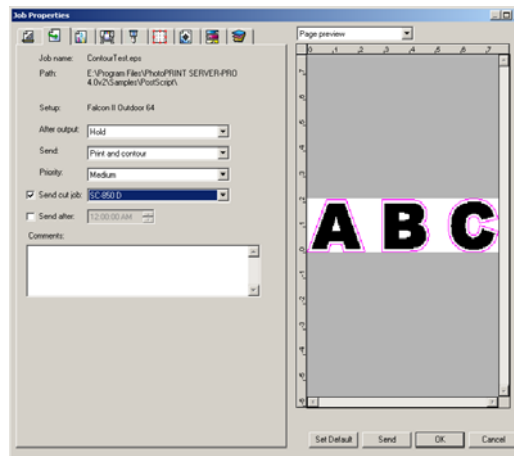 Job Properties
Page preview
Job name: ContourTest.eps
Path: E:\Program Files\PhotoPRINT SERVER-PRO
4.0v2\Samples\PostScript\
Setup: Falcon II Outdoor 64
After output: Hold
Send: Print and contour
Priority: Medium
Send cut job: SC-850 D
Send after: 12:00:00 AM
Comments:
A B C
Set Default Send OK Cancel